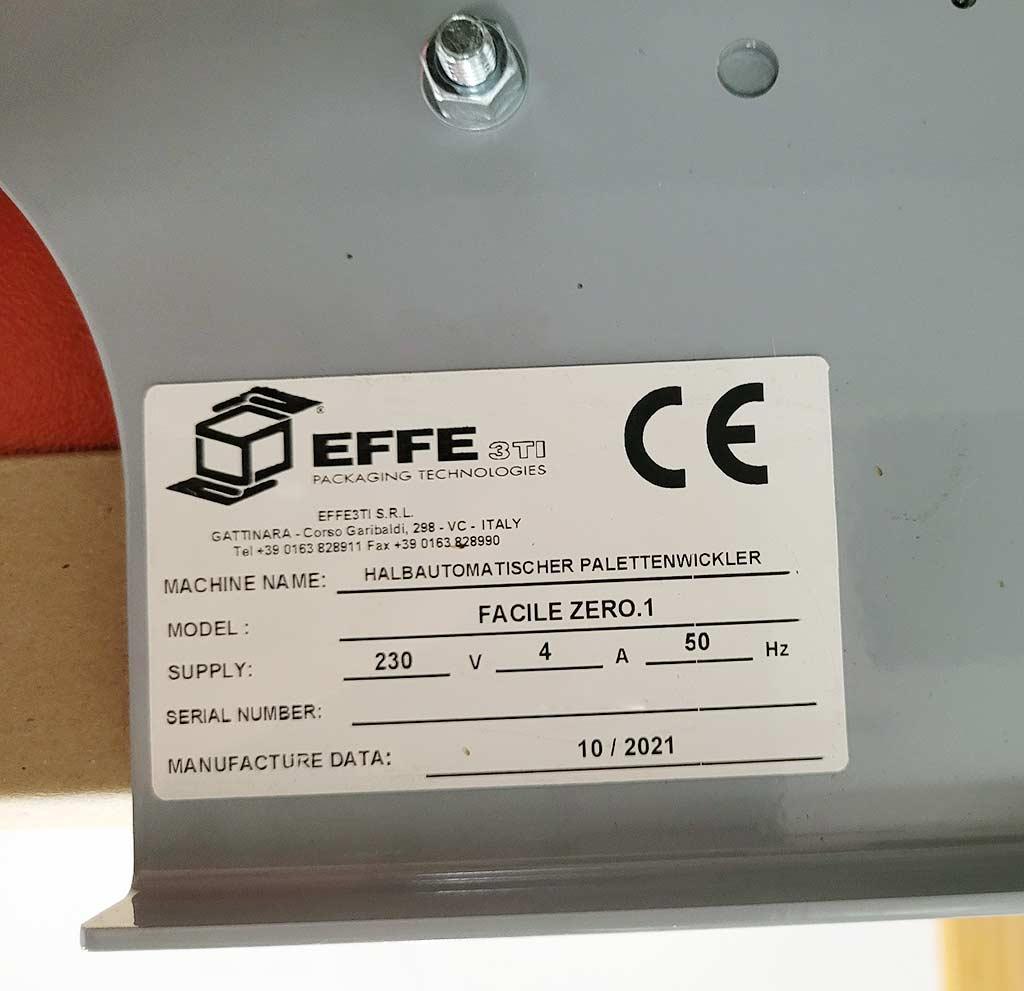 EFFE 3TI
®
PACKAGING TECHNOLOGIES
CE
EFFE3TI S.R.L.
GATTINARA - Corso Garibaldi, 298 - VC - ITALY
Tel +39 0163 828911 Fax +39 0163 828990
MACHINE NAME: HALBAUTOMATISCHER PALETTENWICKLER
MODEL : FACILE ZERO.1
SUPPLY: 230 V 4 A 50 Hz
SERIAL NUMBER:
MANUFACTURE DATA: 10 / 2021